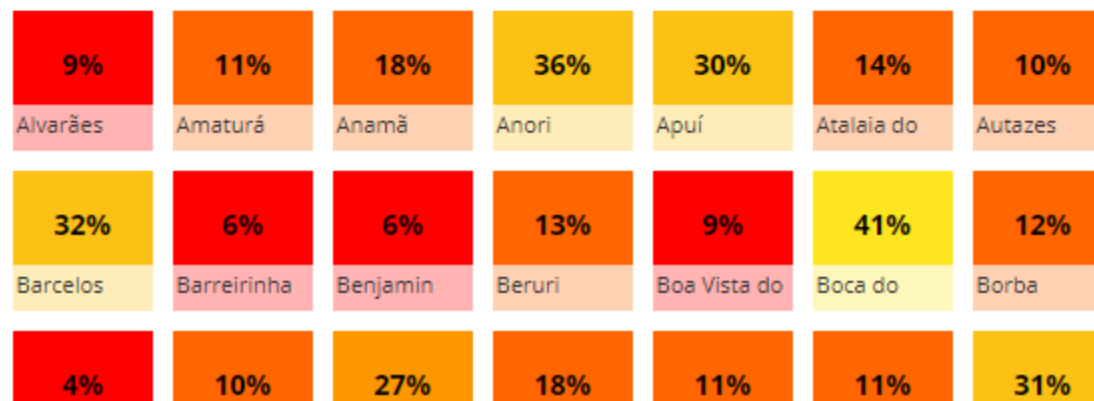 9% 11% 18% 36% 30% 14% 10%
Alvarães Amaturá Anamã Anori Apuí Atalaia do Autazes
32% 6% 6% 13% 9% 41% 12%
Barcelos Barreirinha Benjamin Beruri Boa Vista do Boca do Borba
4% 10% 27% 18% 11% 11% 31%